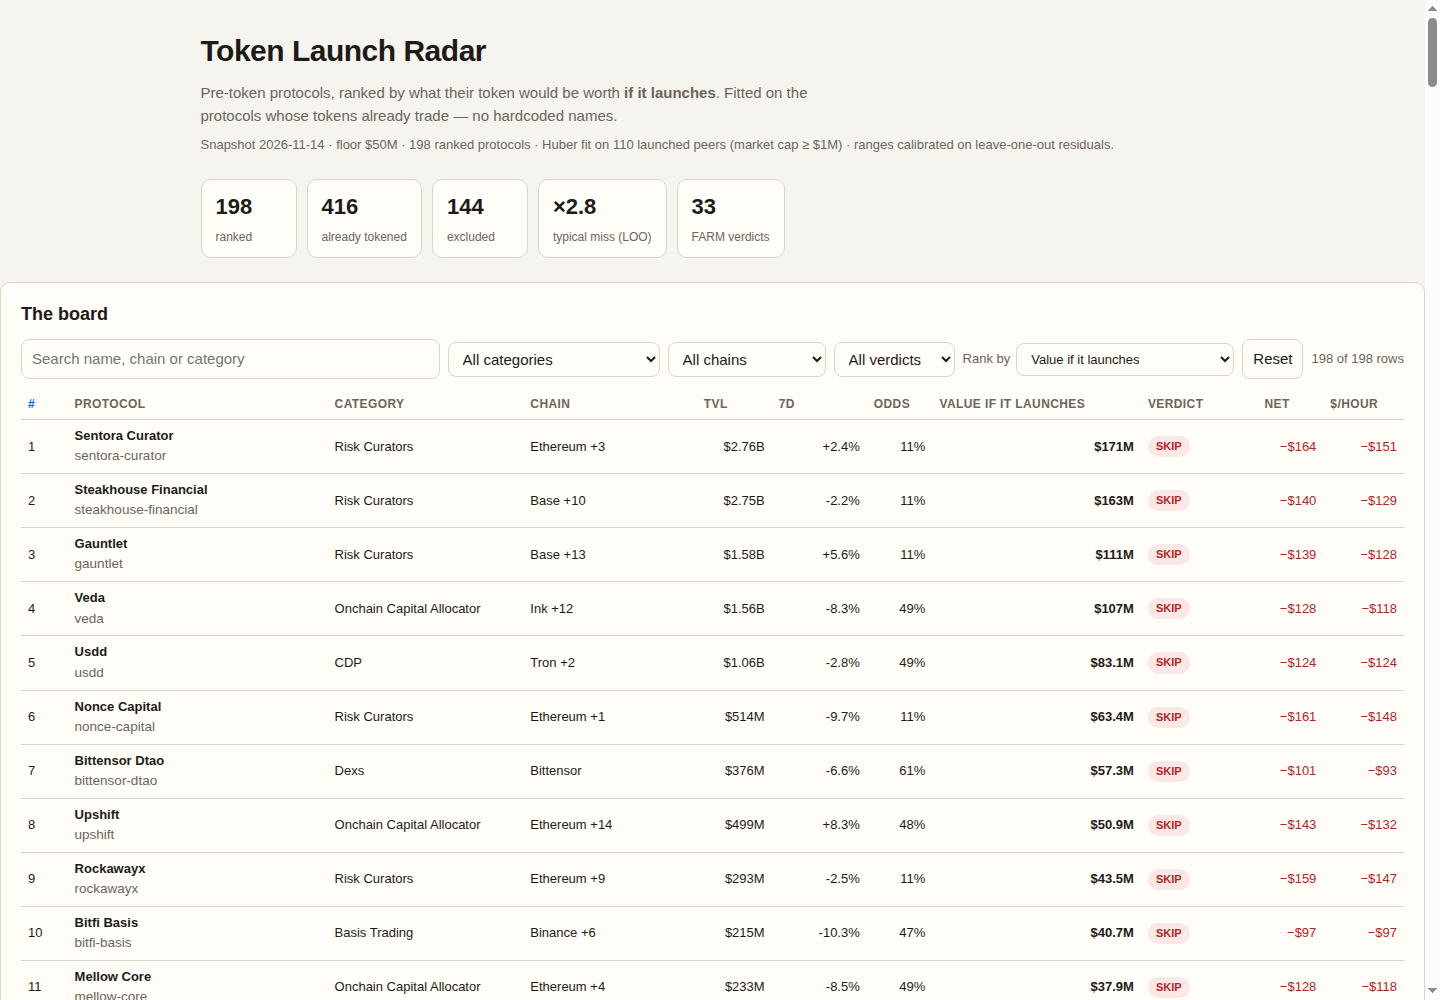 Token Launch Radar
Pre-token protocols, ranked by what their token would be worth if it launches. Fitted on the
protocols whose tokens already trade — no hardcoded names.
Snapshot 2026-11-14 · floor $50M · 198 ranked protocols · Huber fit on 110 launched peers (market cap ≥ $1M) · ranges calibrated on leave-one-out residuals.
198 416 144 ×2.8 33
ranked already tokened excluded typical miss (LOO) FARM verdicts
The board
Search name, chain or category All categories All chains All verdicts Rank by Value if it launches Reset 198 of 198 rows
# PROTOCOL CATEGORY CHAIN TVL 7D ODDS VALUE IF IT LAUNCHES VERDICT NET $/HOUR
1 Sentora Curator Risk Curators Ethereum +3 $2.76B +2.4% 11% $171M SKIP −$164 −$151
sentora-curator
2 Steakhouse Financial Risk Curators Base +10 $2.75B -2.2% 11% $163M SKIP −$140 −$129
steakhouse-financial
3 Gauntlet Risk Curators Base +13 $1.58B +5.6% 11% $111M SKIP −$139 −$128
gauntlet
4 Veda Onchain Capital Allocator Ink +12 $1.56B -8.3% 49% $107M SKIP −$128 −$118
veda
5 Usdd CDP Tron +2 $1.06B -2.8% 49% $83.1M SKIP −$124 −$124
usdd
6 Nonce Capital Risk Curators Ethereum +1 $514M -9.7% 11% $63.4M SKIP −$161 −$148
nonce-capital
7 Bittensor Dtao Dexs Bittensor $376M -6.6% 61% $57.3M SKIP −$101 −$93
bittensor-dtao
8 Upshift Onchain Capital Allocator Ethereum +14 $499M +8.3% 48% $50.9M SKIP −$143 −$132
upshift
9 Rockawayx Risk Curators Ethereum +9 $293M -2.5% 11% $43.5M SKIP −$159 −$147
rockawayx
10 Bitfi Basis Basis Trading Binance +6 $215M -10.3% 47% $40.7M SKIP −$97 −$97
bitfi-basis
11 Mellow Core Onchain Capital Allocator Ethereum +4 $233M -8.5% 49% $37.9M SKIP −$128 −$118
mellow-core